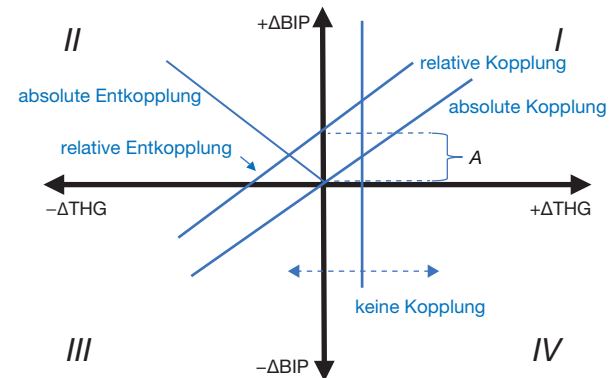 II
+ΔBIP
I
relative Kopplung
absolute Entkopplung
absolute Kopplung
relative Entkopplung
A
−ΔTHG
+ΔTHG
keine Kopplung
III
IV
−ΔBIP